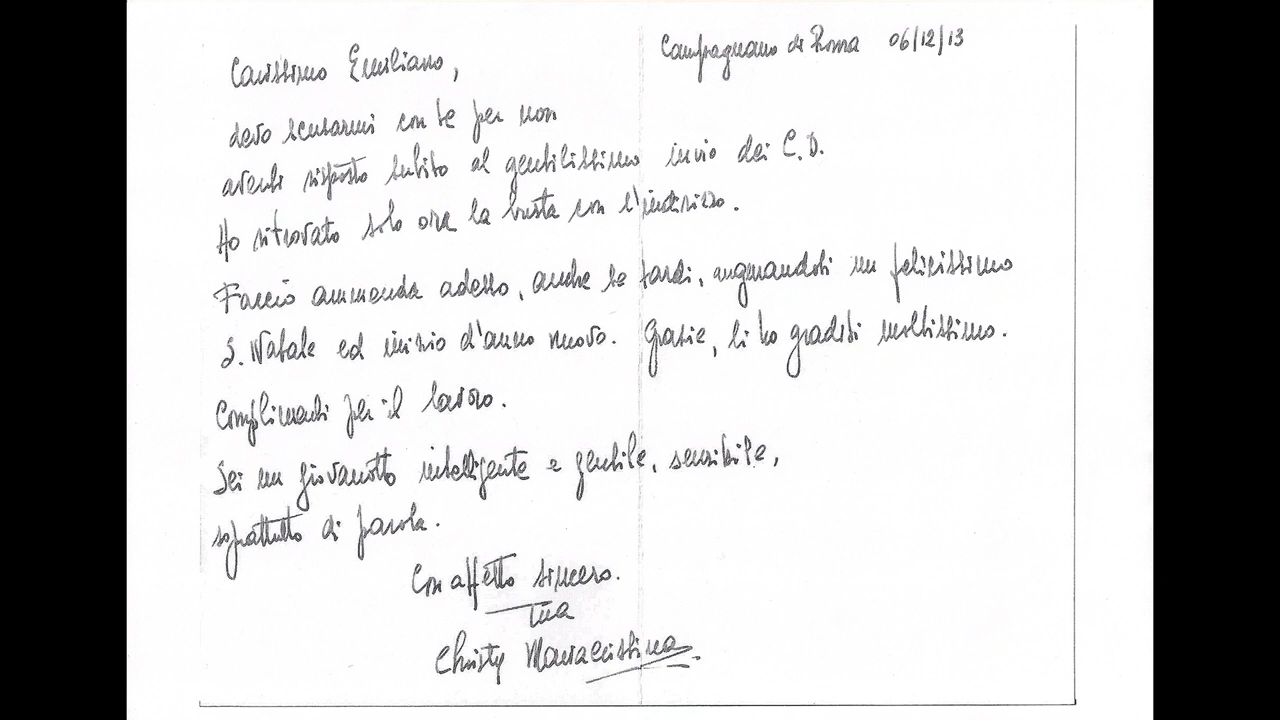 Campagnano di Roma 06/12/13
Carissimo Emiliano,
devo scusarmi con te per non
averti risposto subito al gentilissimo invio dei C.D.
Ho ritrovato solo ora la busta con l'indirizzo.
Faccio ammenda adesso, anche se tardi, augurandoti un felicissimo
S. Natale ed inizio d'anno nuovo. Grazie, li ho graditi moltissimo.
Complimenti per il lavoro.
Sei un giovanotto intelligente e gentile, sensibile,
soprattutto di parola.
Con affetto sincero.
Tua
Christy Mariacristina